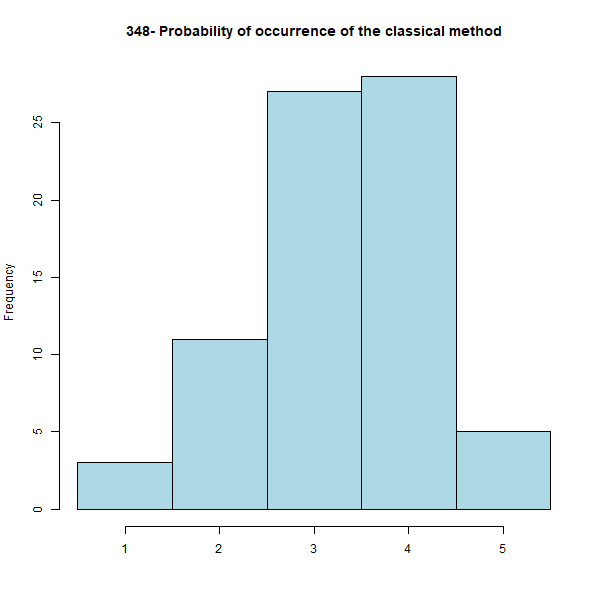 348- Probability of occurrence of the classical method
Frequency
25
20
15
10
5
0
1 2 3 4 5